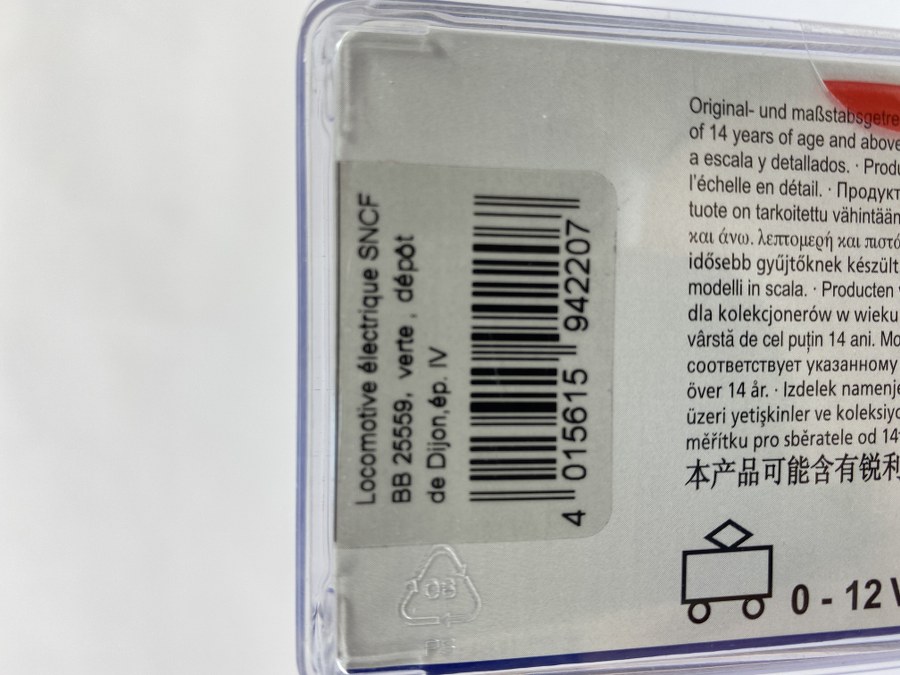 Locomotive électrique SNCF
BB 25559, verte, dépôt
de Dijon,ép. IV
4 015615 942207
Original- und maßstabsgetre
of 14 years of age and above
a escala y detallados. · Produ
l'échelle en détail. · Продукт
tuote on tarkoitettu vähintään
και άνω. λεπτομερή και πιστό
idősebb gyűjtőknek készült
modelli in scala. · Producten
dla kolekcjonerów w wieku
vârstă de cel puțin 14 ani. Mo
соответствует указанному
över 14 år. · Izdelek namenje
üzeri yetişkinler ve koleksiyo
měřítku pro sběratele od 14
本产品可能含有锐利
0 - 12 V
PS